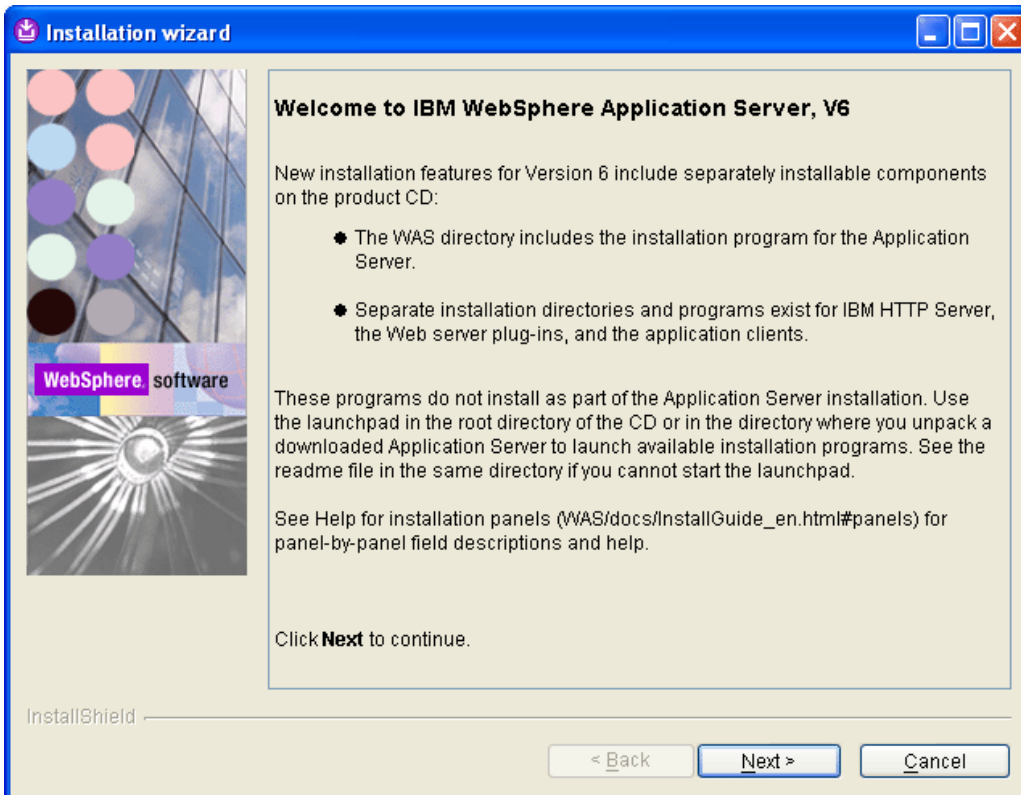 Installation wizard
Welcome to IBM WebSphere Application Server, V6
New installation features for Version 6 include separately installable components
on the product CD:
● The WAS directory includes the installation program for the Application
Server.
● Separate installation directories and programs exist for IBM HTTP Server,
the Web server plug-ins, and the application clients.
WebSphere. software
These programs do not install as part of the Application Server installation. Use
the launchpad in the root directory of the CD or in the directory where you unpack a
downloaded Application Server to launch available installation programs. See the
readme file in the same directory if you cannot start the launchpad.
See Help for installation panels (WAS/docs/InstallGuide_en.html#panels) for
panel-by-panel field descriptions and help.
Click Next to continue.
InstallShield
< Back Next > Cancel